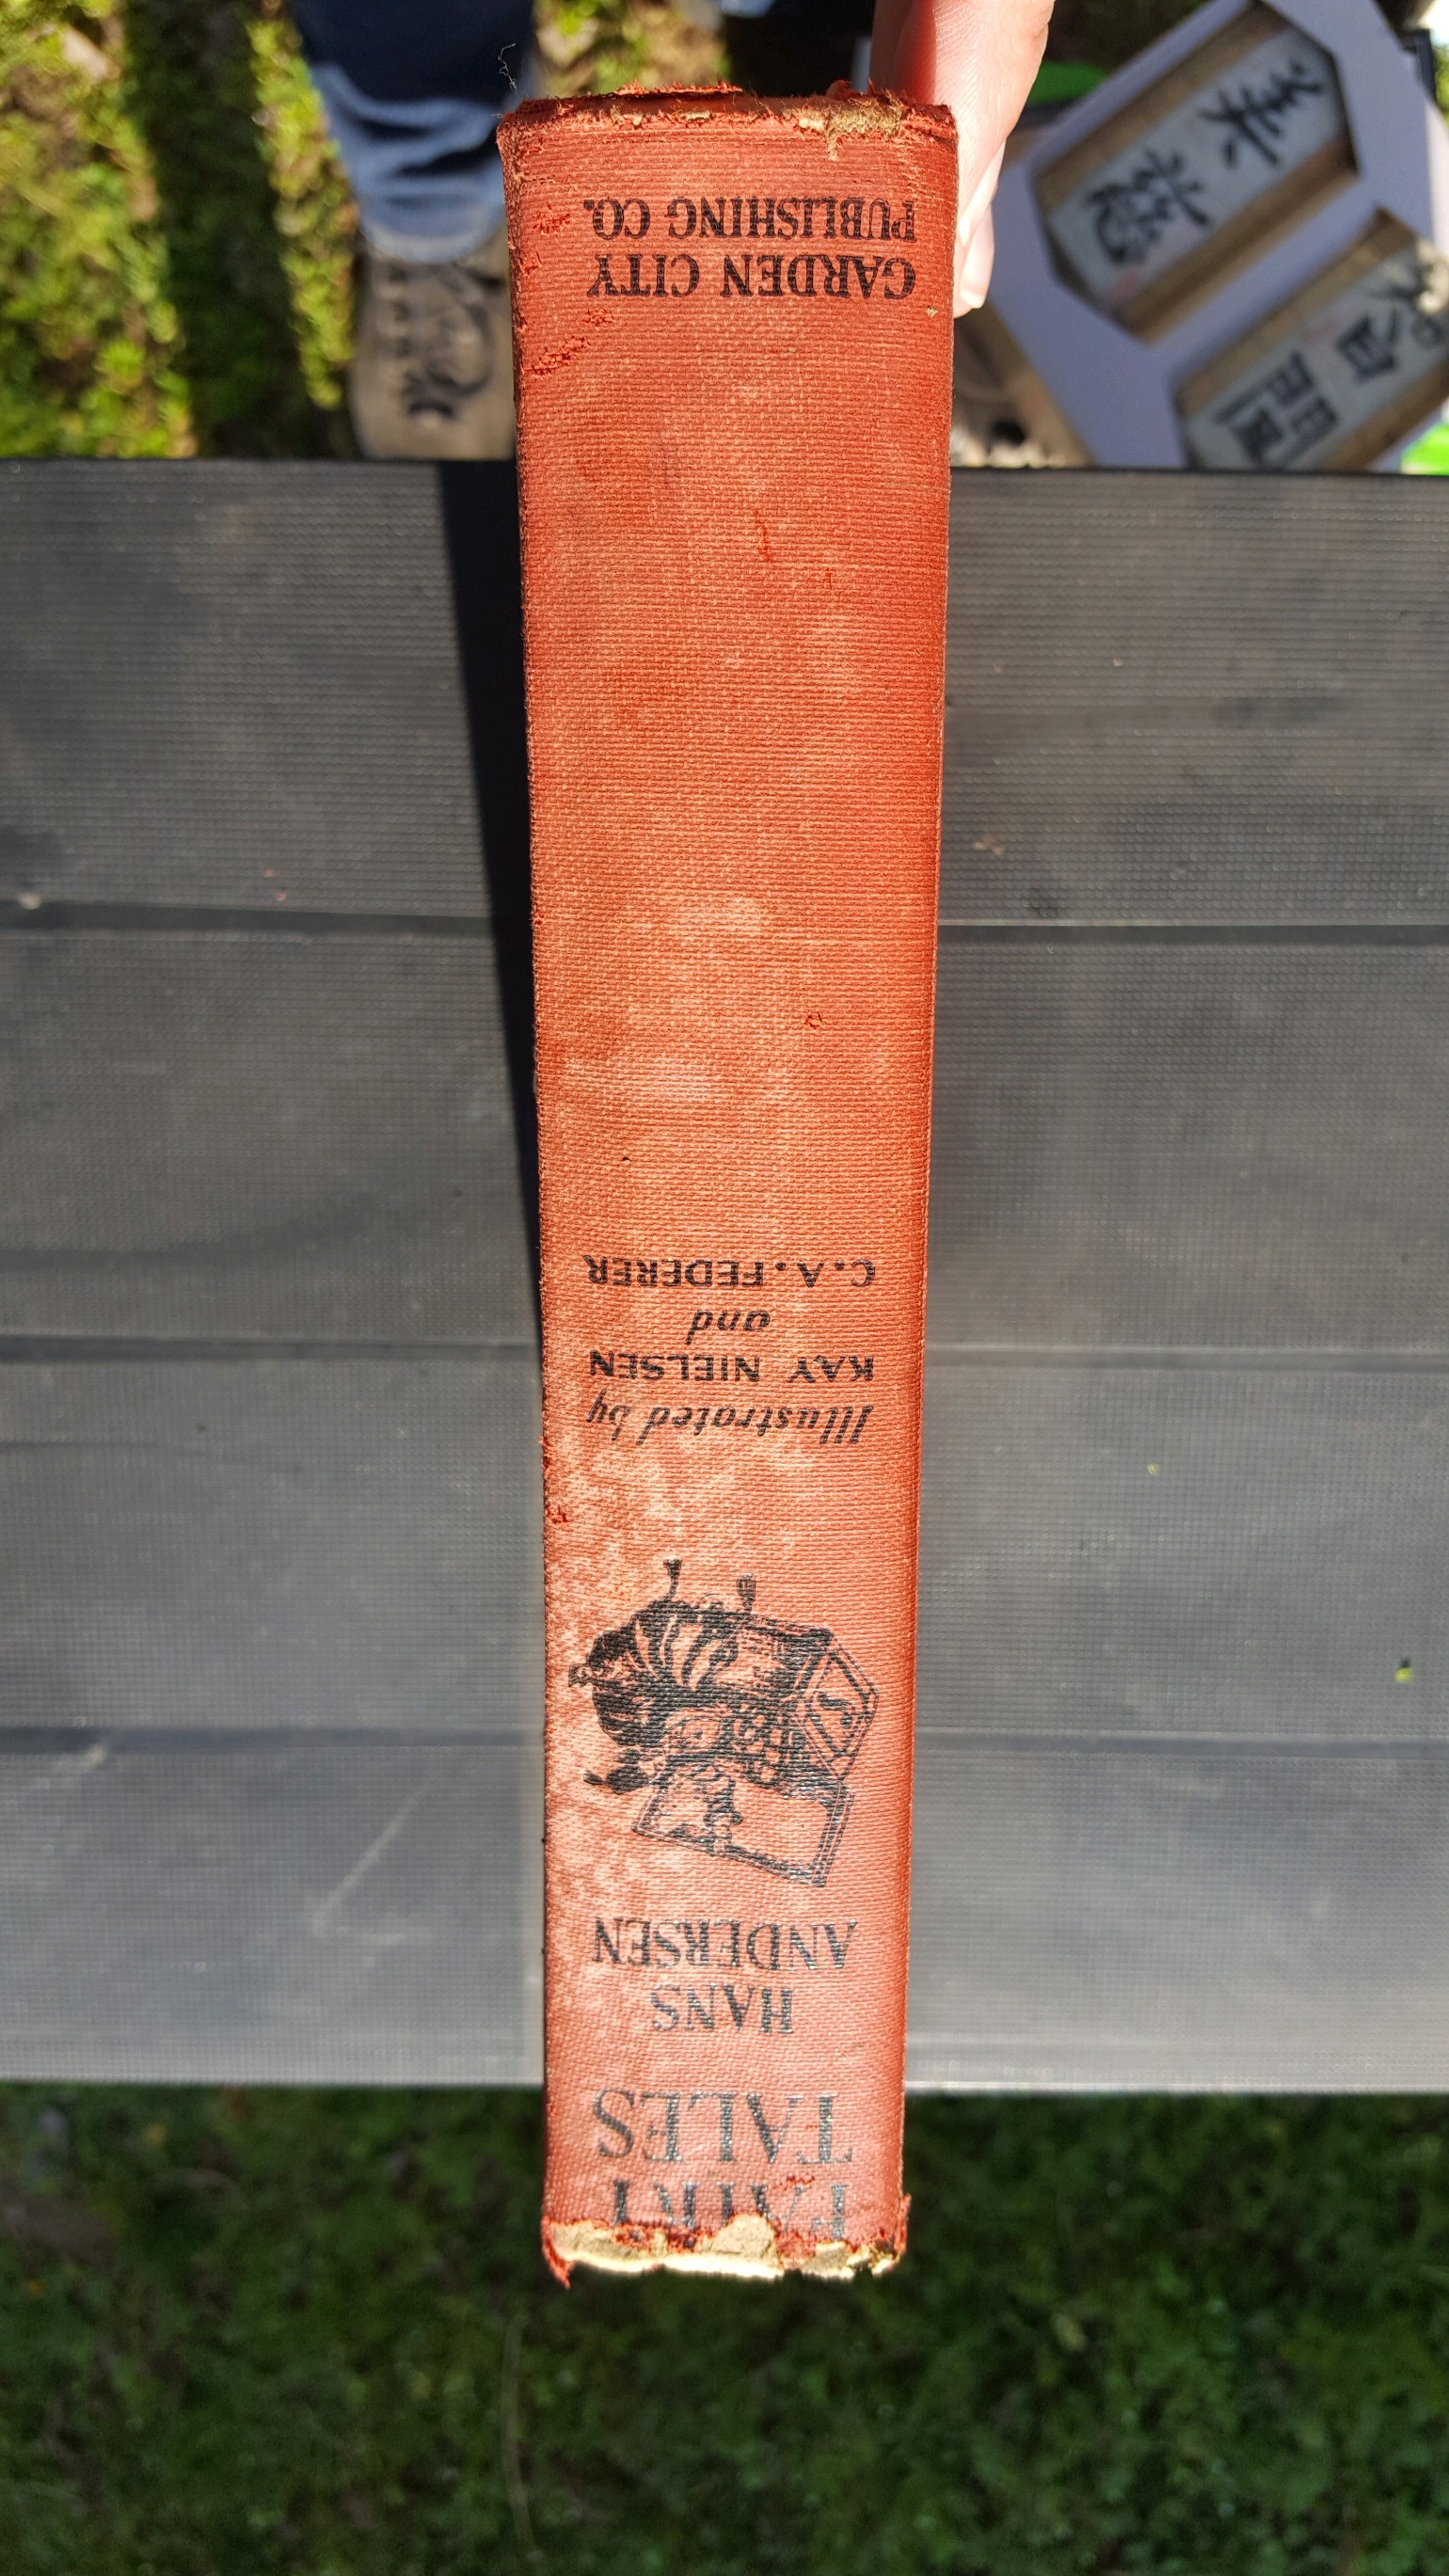 FAIRY
TALES
HANS
ANDERSEN
Illustrated by
KAY NIELSEN
and
C.A. FEDERER
GARDEN CITY
PUBLISHING CO.